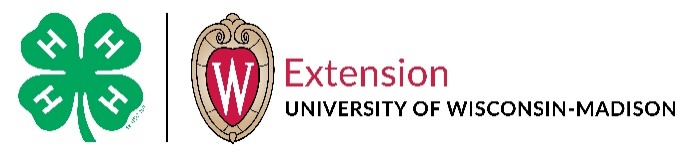 H H
H H
W
Extension
UNIVERSITY OF WISCONSIN-MADISON